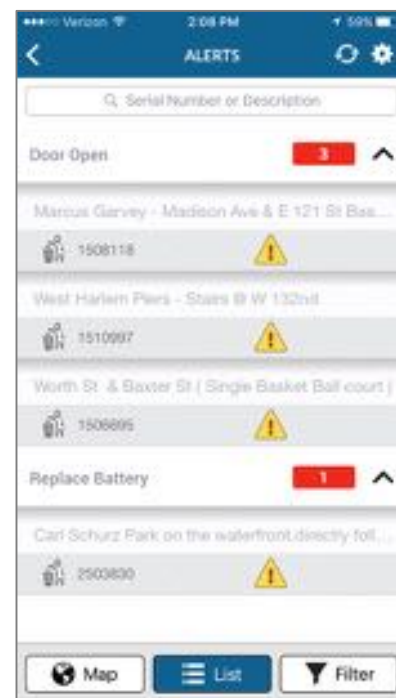 Verizon 2:08 PM 59%
ALERTS
Serial Number or Description
Door Open 3
Marcus Garvey - Madison Ave & E 121 St Bas...
1508118
West Harlem Piers - Stairs @ W 132nd
1510997
Worth St & Baxter St ( Single Basket Ball court )
1506695
Replace Battery 1
Carl Schurz Park on the waterfront directly foll...
2503830
Map List Filter